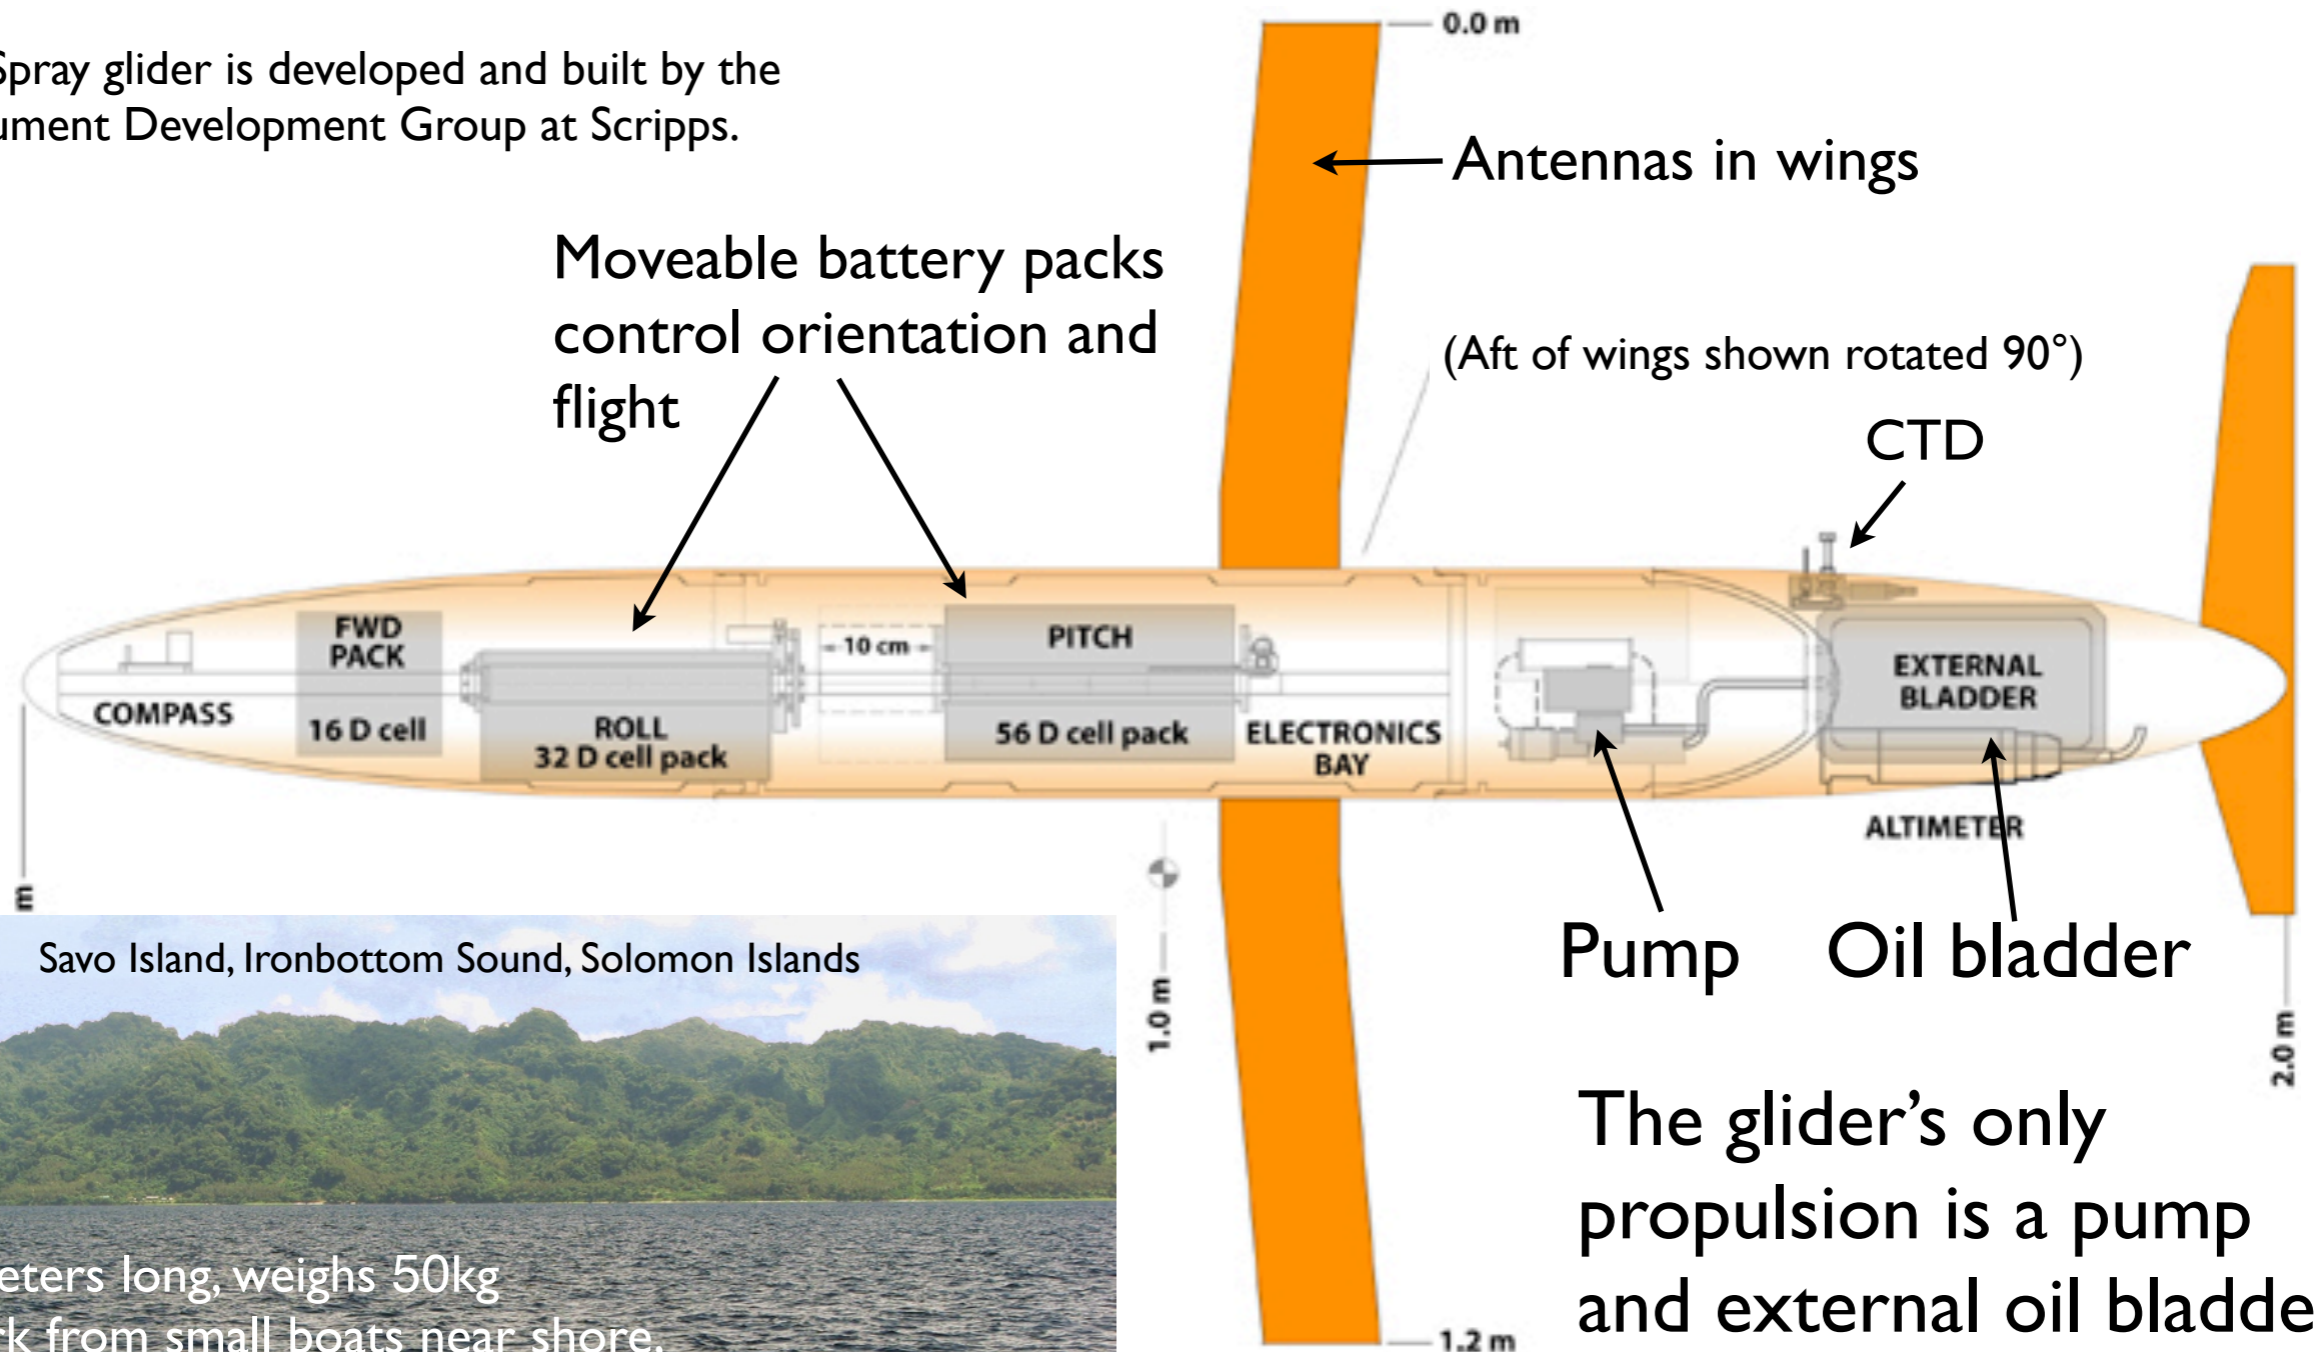 0.0 m
Spray glider is developed and built by the
ument Development Group at Scripps.
Antennas in wings
Moveable battery packs
control orientation and
flight
(Aft of wings shown rotated 90°)
CTD
FWD
PACK
16 D cell
COMPASS
ROLL
32 D cell pack
10 cm
PITCH
56 D cell pack
ELECTRONICS
BAY
EXTERNAL
BLADDER
ALTIMETER
m
1.0 m
2.0 m
Pump
Oil bladder
Savo Island, Ironbottom Sound, Solomon Islands
The glider’s only
propulsion is a pump
and external oil bladde
eters long, weighs 50kg
rk from small boats near shore,
1.2 m